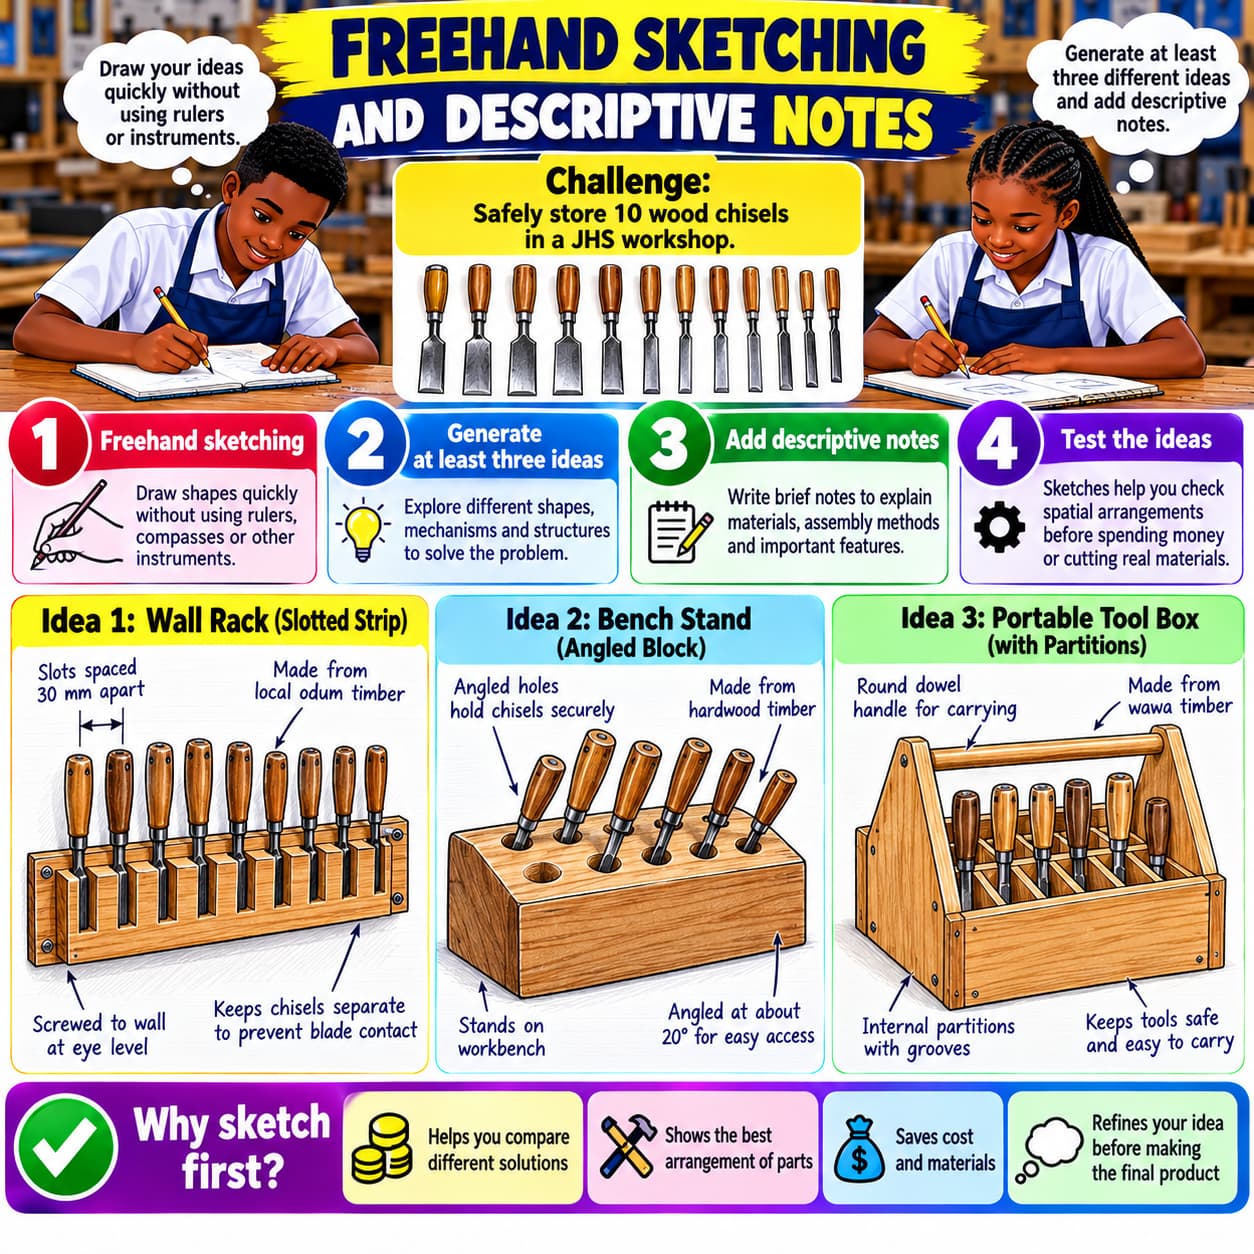 FREEHAND SKETCHING
AND DESCRIPTIVE NOTES
Draw your ideas
quickly without
using rulers
or instruments.
Generate at least
three different ideas
and add descriptive
notes.
Challenge:
Safely store 10 wood chisels
in a JHS workshop.
1
Freehand sketching
Draw shapes quickly
without using rulers,
compasses or other
instruments.
2
Generate
at least three ideas
Explore different shapes,
mechanisms and structures
to solve the problem.
3
Add descriptive notes
Write brief notes to explain
materials, assembly methods
and important features.
4
Test the ideas
Sketches help you check
spatial arrangements
before spending money
or cutting real materials.
Idea 1: Wall Rack (Slotted Strip)
Slots spaced
30 mm apart
Made from
local odum timber
Screwed to wall
at eye level
Keeps chisels separate
to prevent blade contact
Idea 2: Bench Stand
(Angled Block)
Angled holes
hold chisels securely
Made from
hardwood timber
Stands on
workbench
Angled at about
20° for easy access
Idea 3: Portable Tool Box
(with Partitions)
Round dowel
handle for carrying
Made from
wawa timber
Internal partitions
with grooves
Keeps tools safe
and easy to carry
Why sketch
first?
Helps you compare
different solutions
Shows the best
arrangement of parts
$
Saves cost
and materials
Refines your idea
before making
the final product